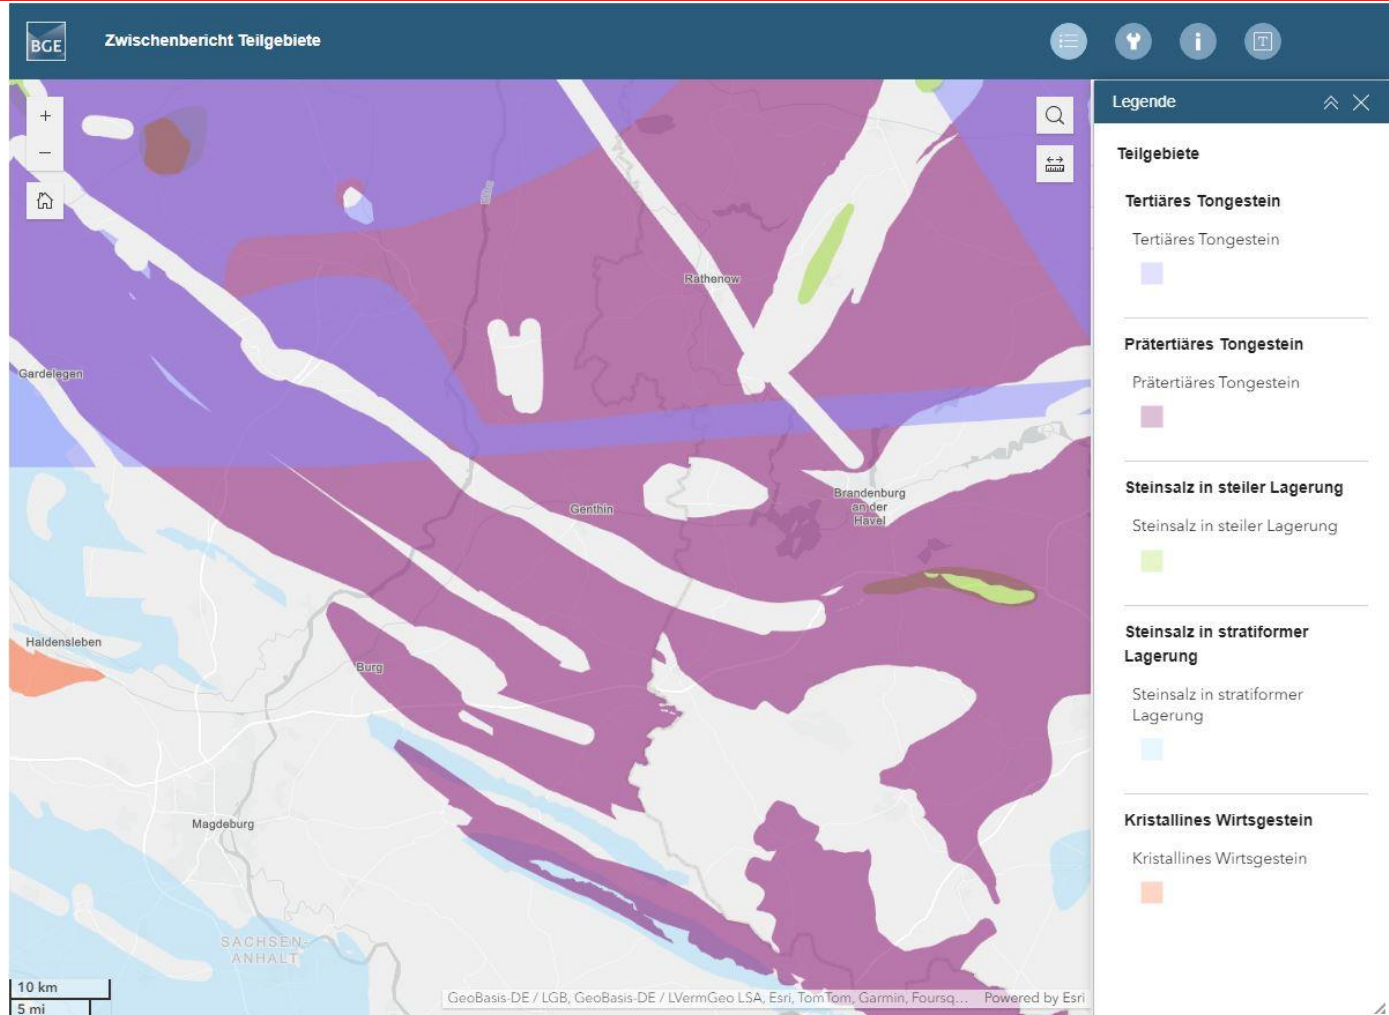 BGE
Zwischenbericht Teilgebiete
T
Legende
Teilgebiete
Tertiäres Tongestein
Tertiäres Tongestein
Prätertiäres Tongestein
Prätertiäres Tongestein
Steinsalz in steiler Lagerung
Steinsalz in steiler Lagerung
Steinsalz in stratiformer
Lagerung
Steinsalz in stratiformer
Lagerung
Kristallines Wirtsgestein
Kristallines Wirtsgestein
+
−
Elbe
Rathenow
Gardelegen
Brandenburg
an der
Havel
Genthin
Haldensleben
Burg
Magdeburg
SACHSEN-
ANHALT
10 km
5 mi
GeoBasis-DE / LGB, GeoBasis-DE / LVermGeo LSA, Esri, TomTom, Garmin, Foursq... Powered by Esri